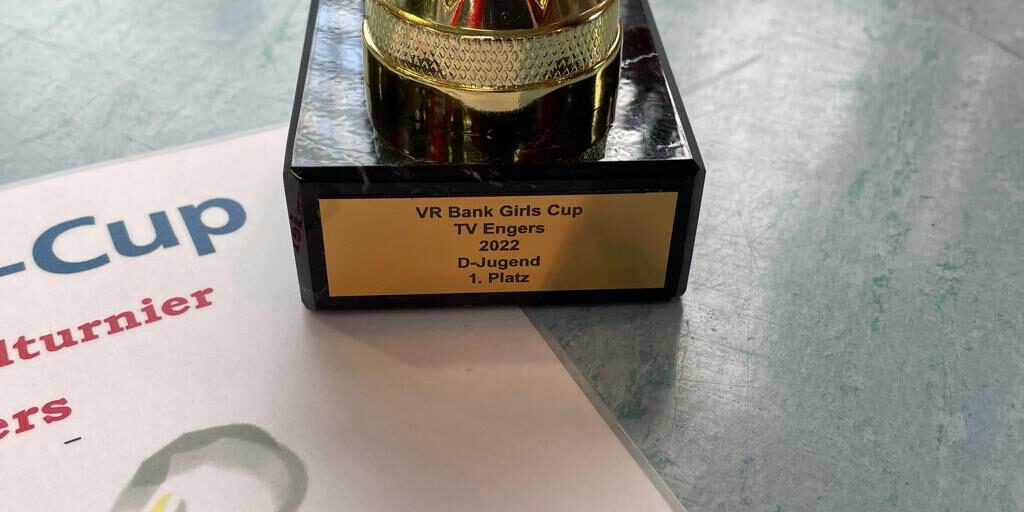 VR Bank Girls Cup
TV Engers
2022
D-Jugend
1. Platz
-Cup
lturnier
ers